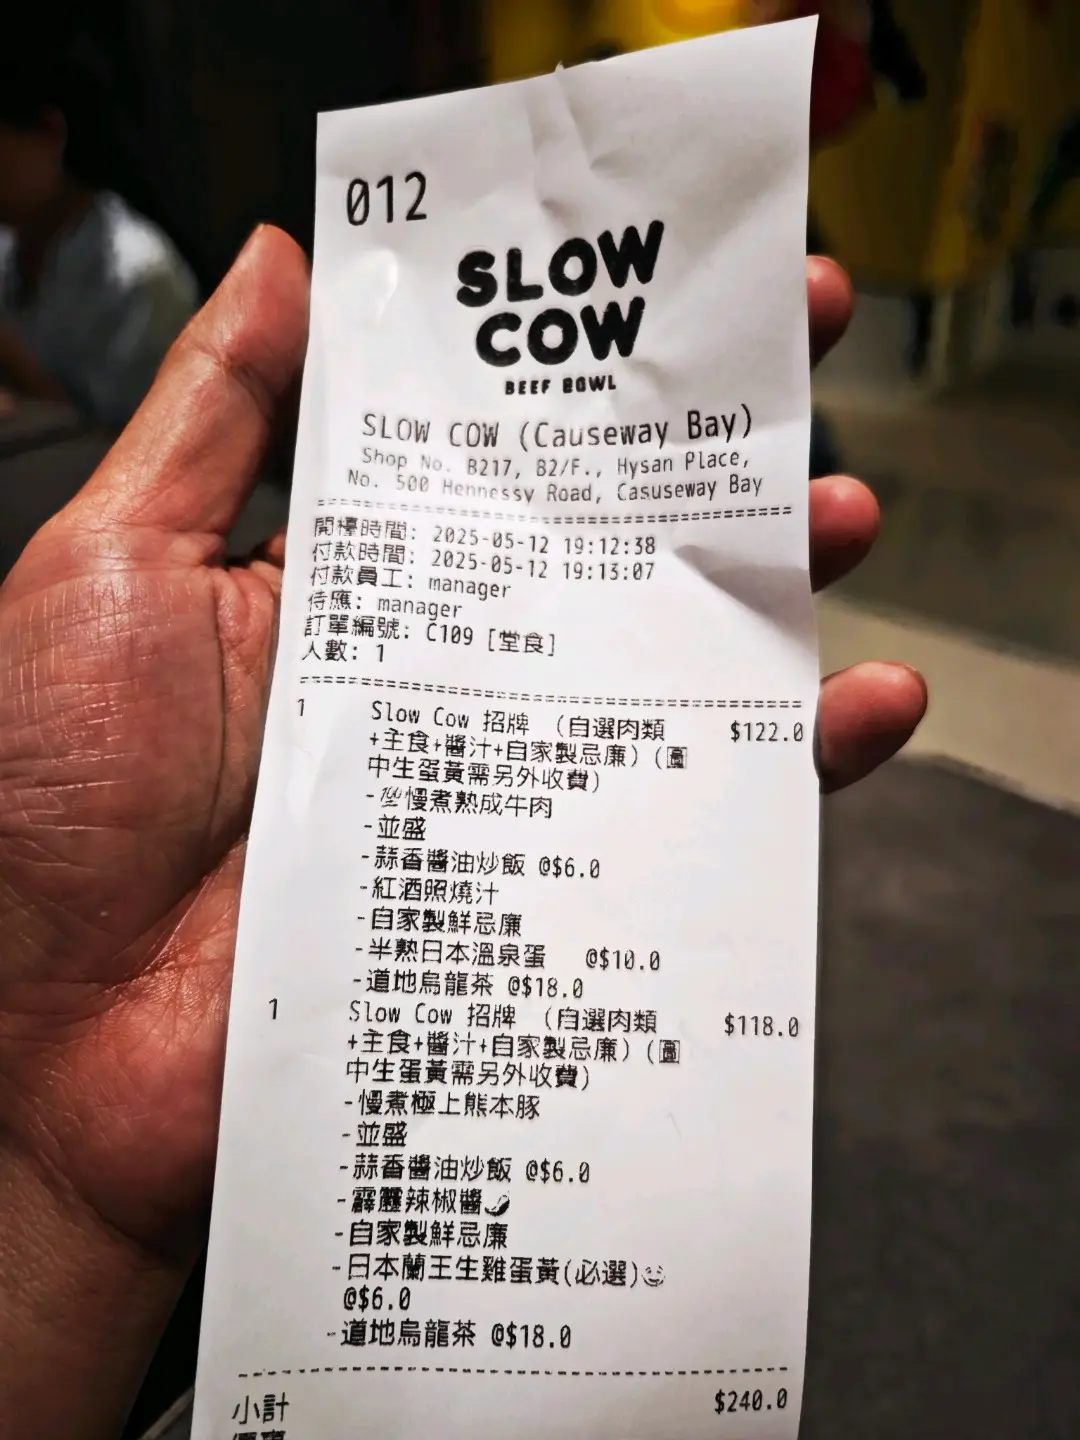 012
SLOW
COW
BEEF BOWL
SLOW COW (Causeway Bay)
Shop No. B217, B2/F., Hysan Place,
No. 500 Hennessy Road, Casuseway Bay
開檯時間: 2025-05-12 19:12:38
付款時間: 2025-05-12 19:13:07
付款員工: manager
侍應: manager
訂單編號: C109 [堂食]
人數: 1
1 Slow Cow 招牌 (自選肉類 $122.0
+主食+醬汁+自家製忌廉) (圖
中生蛋黃需另外收費)
-慢煮熟成牛肉
-並盛
-蒜香醬油炒飯 @$6.0
-紅酒照燒汁
-自家製鮮忌廉
-半熟日本溫泉蛋 @$10.0
-道地烏龍茶 @$18.0
1 Slow Cow 招牌 (自選肉類 $118.0
+主食+醬汁+自家製忌廉) (圖
中生蛋黃需另外收費)
-慢煮極上熊本豚
-並盛
-蒜香醬油炒飯 @$6.0
-霹靂辣椒醬🌶
-自家製鮮忌廉
-日本蘭王生雞蛋黃(必選)😋
@$6.0
-道地烏龍茶 @$18.0
小計 $240.0